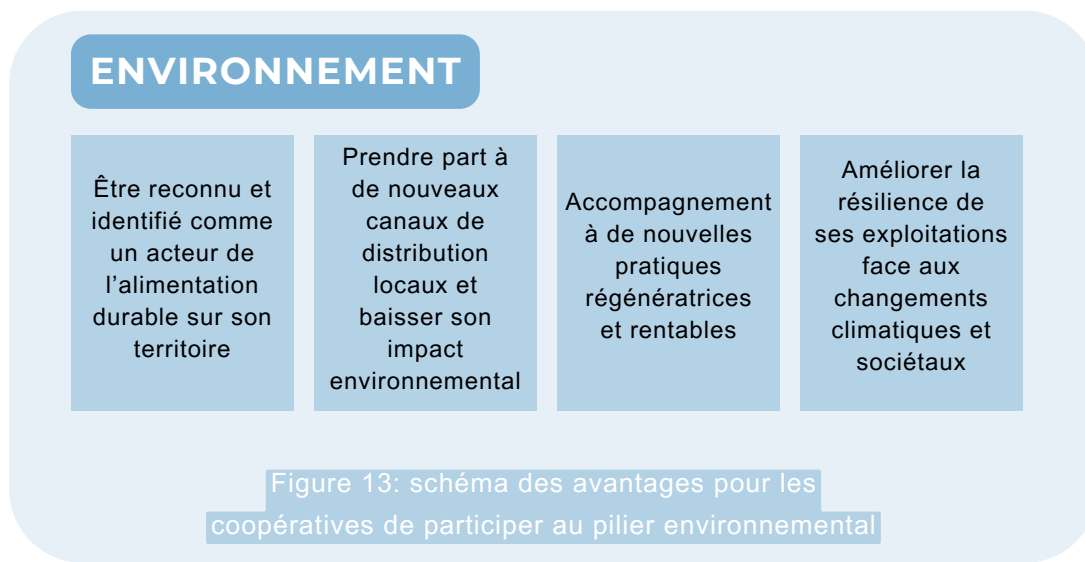 ENVIRONNEMENT
Être reconnu et
identifié comme
un acteur de
l’alimentation
durable sur son
territoire
Prendre part à
de nouveaux
canaux de
distribution
locaux et
baisser son
impact
environnemental
Accompagnement
à de nouvelles
pratiques
régénératrices
et rentables
Améliorer la
résilience de
ses exploitations
face aux
changements
climatiques et
sociétaux
Figure 13: schéma des avantages pour les
coopératives de participer au pilier environnemental